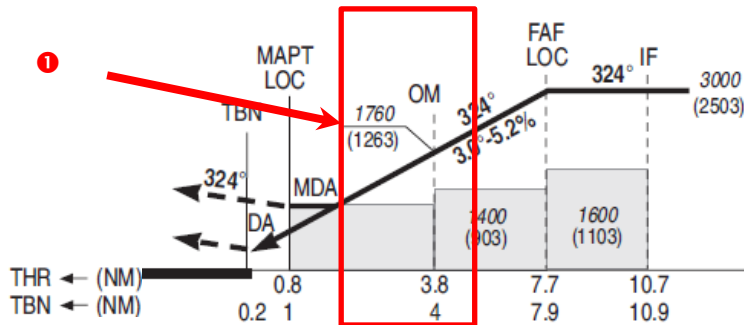 ❶
MAPT
LOC
FAF
LOC
IF
OM
324°
3000
(2503)
1760
(1263)
324°
3.0°-5.2%
TBN
324°
MDA
DA
1400
(903)
1600
(1103)
THR ← (NM) 0.8 3.8 7.7 10.7
TBN ← (NM) 0.2 1 4 7.9 10.9